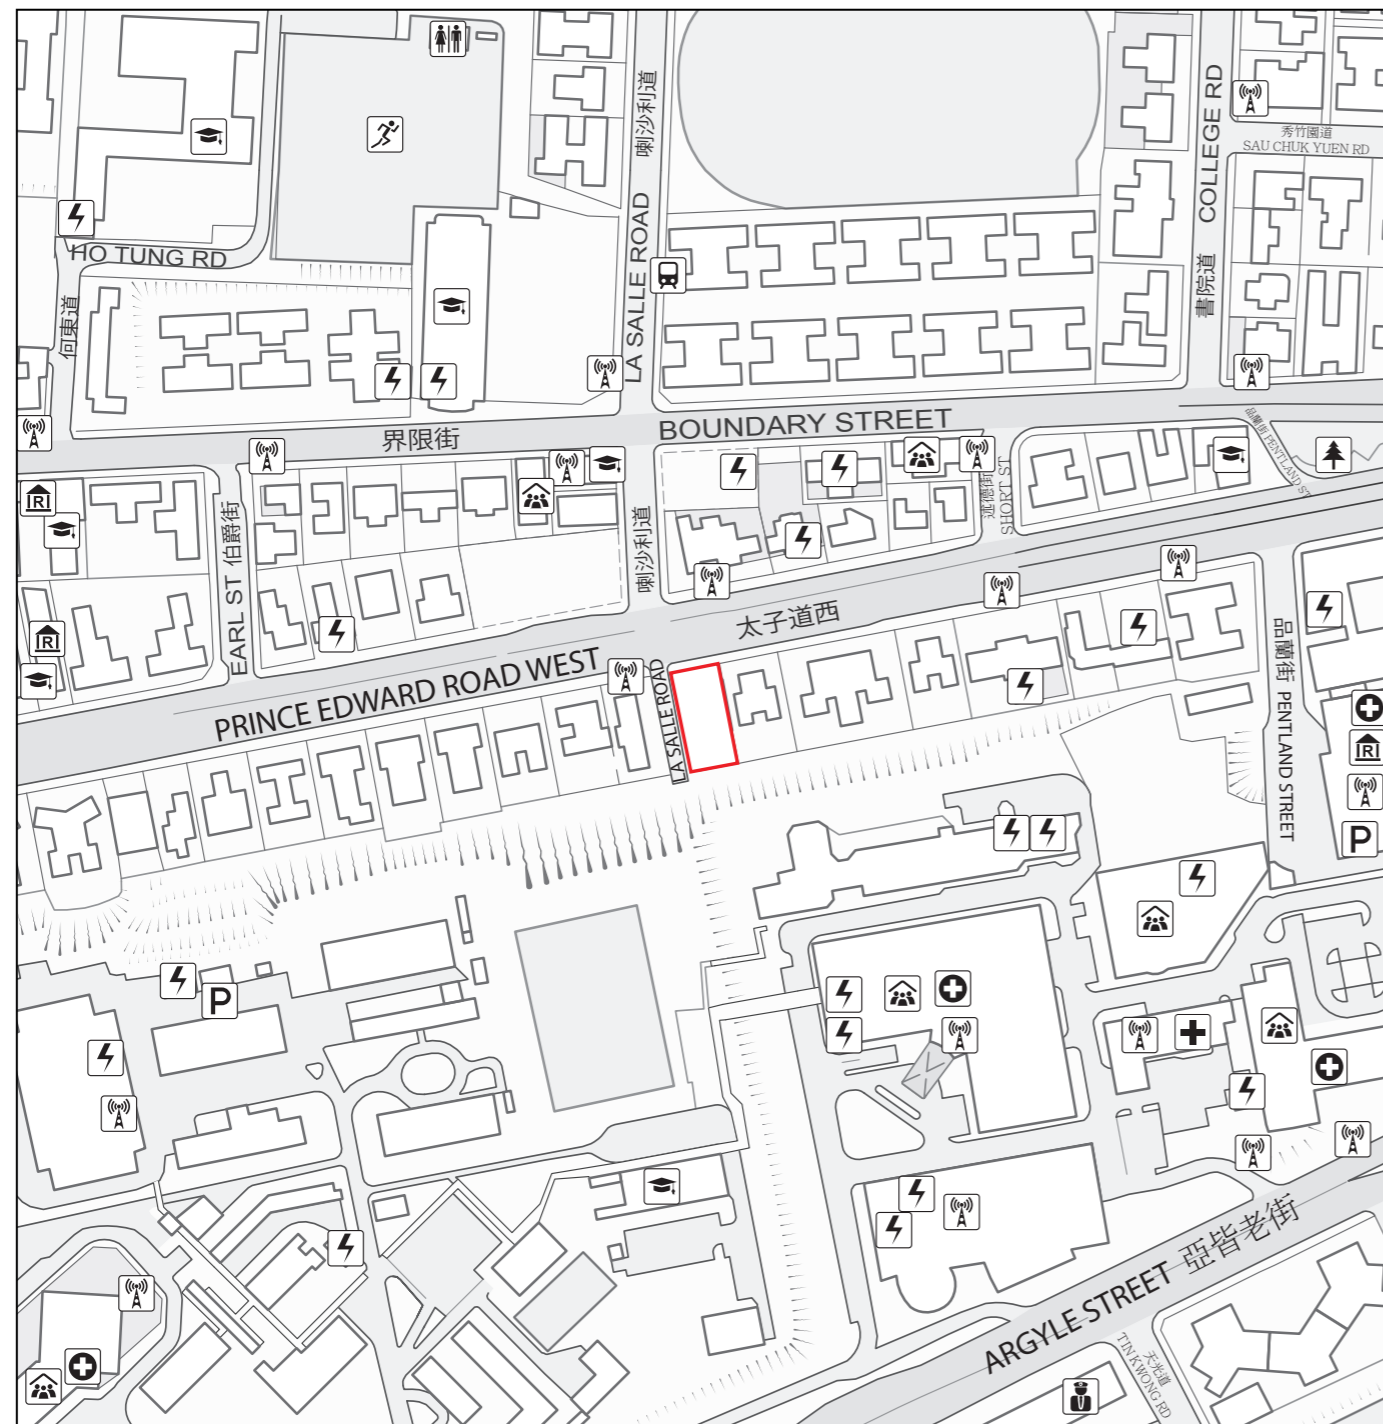 喇沙利道
LA SALLE ROAD
COLLEGE RD
書院道
秀竹園道
SAU CHUK YUEN RD
HO TUNG RD
何東道
界限街
BOUNDARY STREET
品蘭街 PENTLAND ST
EARL ST 伯爵街
喇沙利道
SHORT ST
太子道西
PRINCE EDWARD ROAD WEST
LA SALLE ROAD
品蘭街 PENTLAND STREET
R
R
R
P
P
ARGYLE STREET 亞皆老街
天光道
TIN KWONG RD